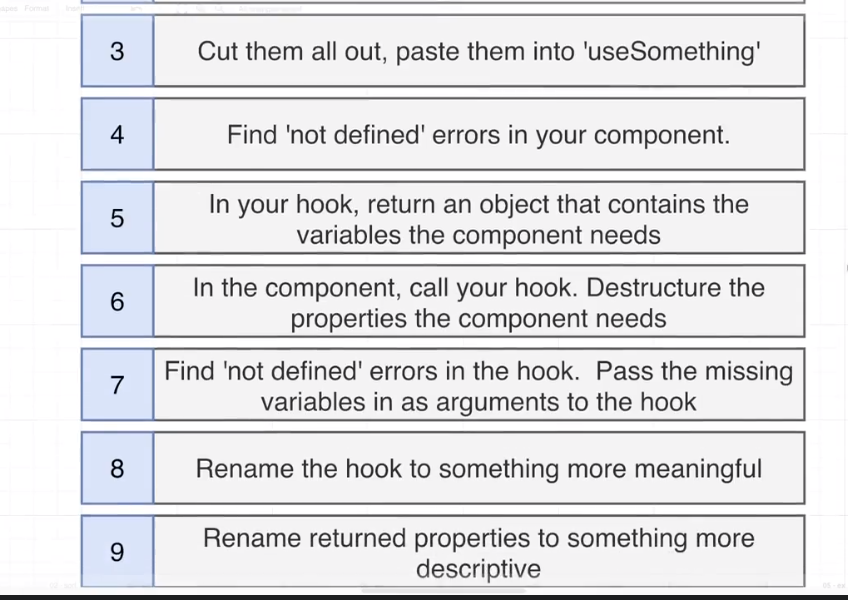 3
Cut them all out, paste them into 'useSomething'
4
Find 'not defined' errors in your component.
5
In your hook, return an object that contains the
variables the component needs
6
In the component, call your hook. Destructure the
properties the component needs
7
Find 'not defined' errors in the hook.  Pass the missing
variables in as arguments to the hook
8
Rename the hook to something more meaningful
9
Rename returned properties to something more
descriptive